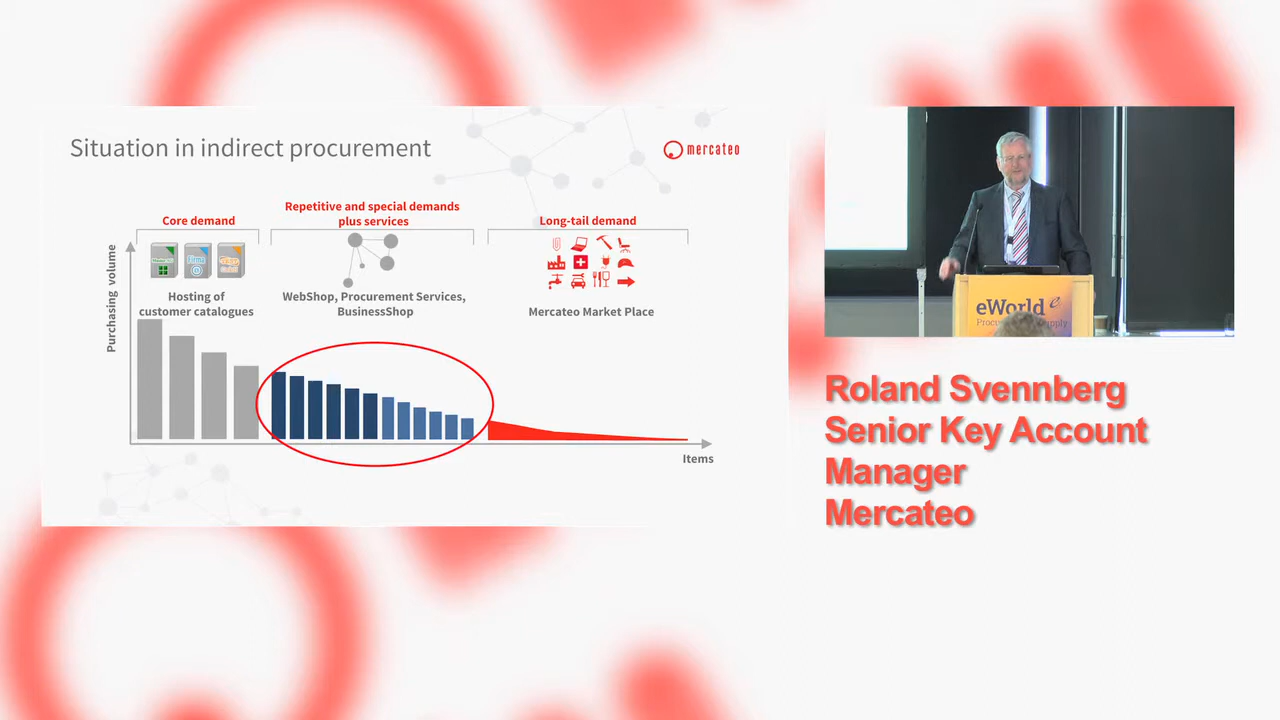 Situation in indirect procurement
mercateo
Core demand
Repetitive and special demands
plus services
Long-tail demand
Hosting of
customer catalogues
WebShop, Procurement Services,
BusinessShop
Mercateo Market Place
Purchasing volume
Items
eWorld
Roland Svennberg
Senior Key Account
Manager
Mercateo